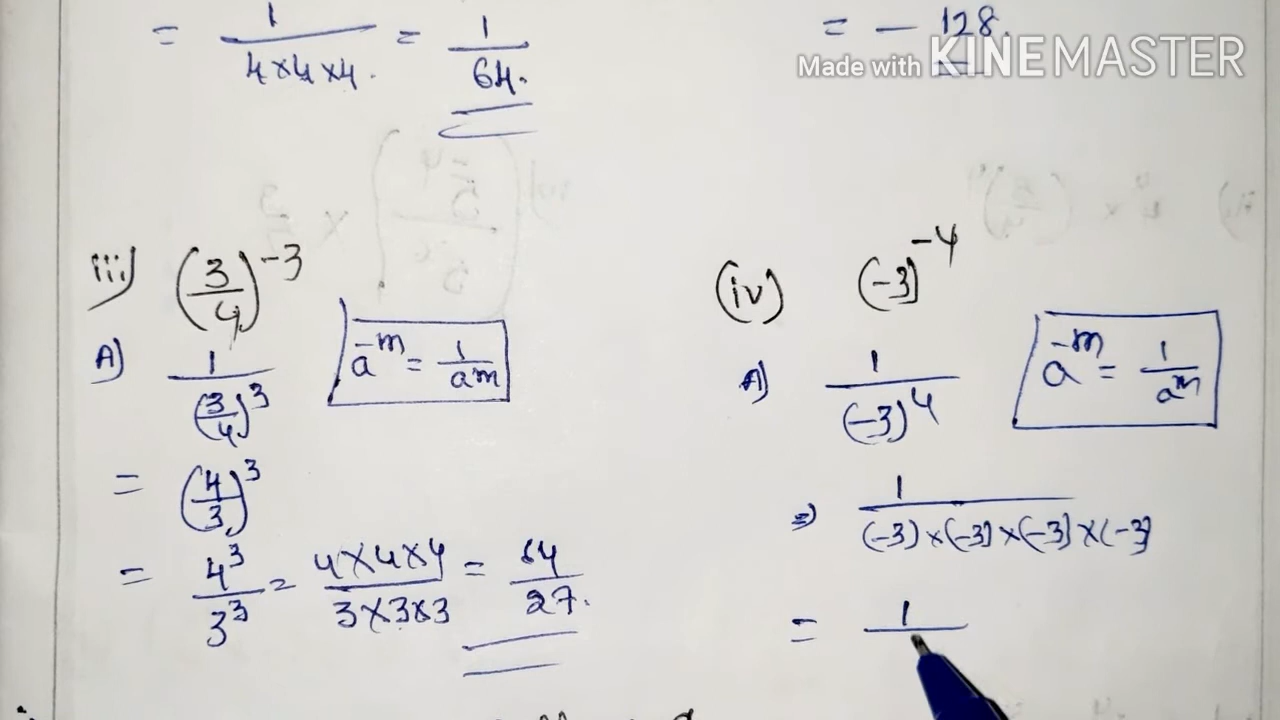 = 1/(4×4×4) = 1/64.
= – 128.
Made with KINEMASTER
iii) (3/4)^-3
A) 1/(3/4)^3
a^-m = 1/a^m
= (4/3)^3
= 4^3/3^3 = (4×4×4)/(3×3×3) = 64/27.
(iv) (-3)^-4
A) 1/(-3)^4
a^-m = 1/a^m
⇒ 1/((-3)×(-3)×(-3)×(-3))
= 1/